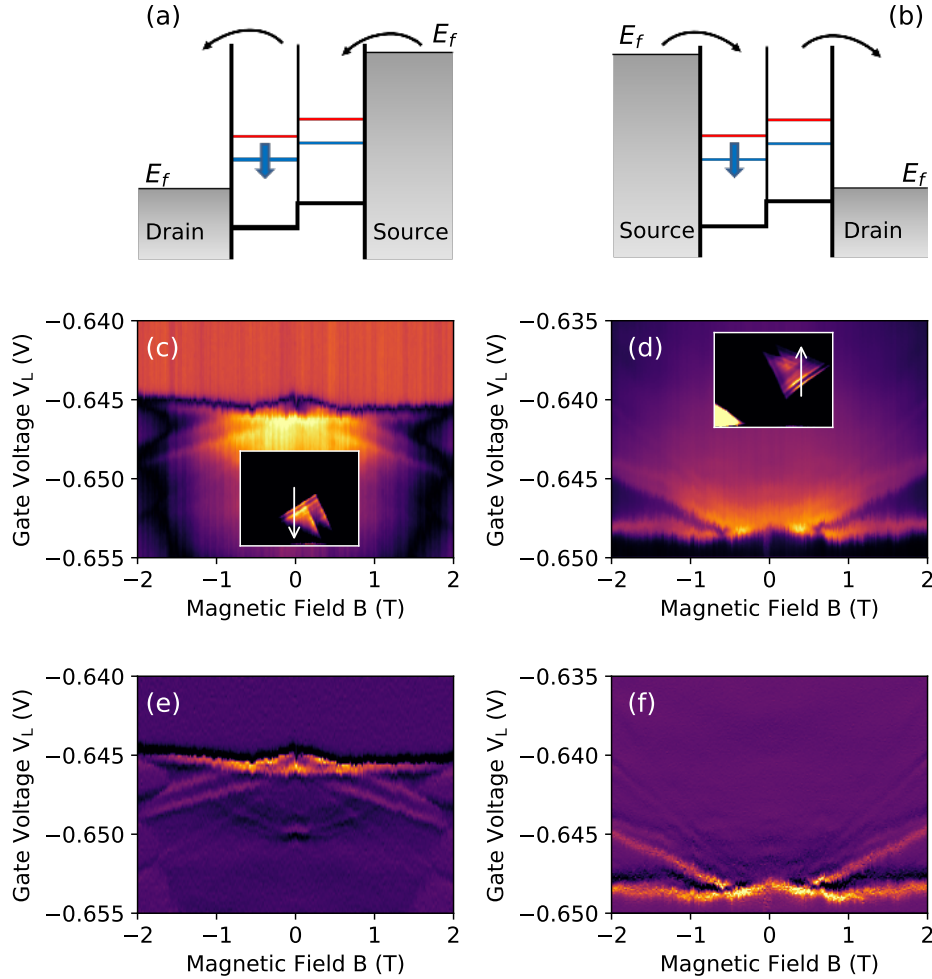 (a)
(b)
E_f
E_f
E_f
E_f
Drain
Source
Source
Drain
−0.640
−0.645
−0.650
−0.655
Gate Voltage V_L (V)
(c)
−2
−1
0
1
2
Magnetic Field B (T)
−0.635
−0.640
−0.645
−0.650
Gate Voltage V_L (V)
(d)
−2
−1
0
1
2
Magnetic Field B (T)
−0.640
−0.645
−0.650
−0.655
Gate Voltage V_L (V)
(e)
−2
−1
0
1
2
Magnetic Field B (T)
−0.635
−0.640
−0.645
−0.650
Gate Voltage V_L (V)
(f)
−2
−1
0
1
2
Magnetic Field B (T)